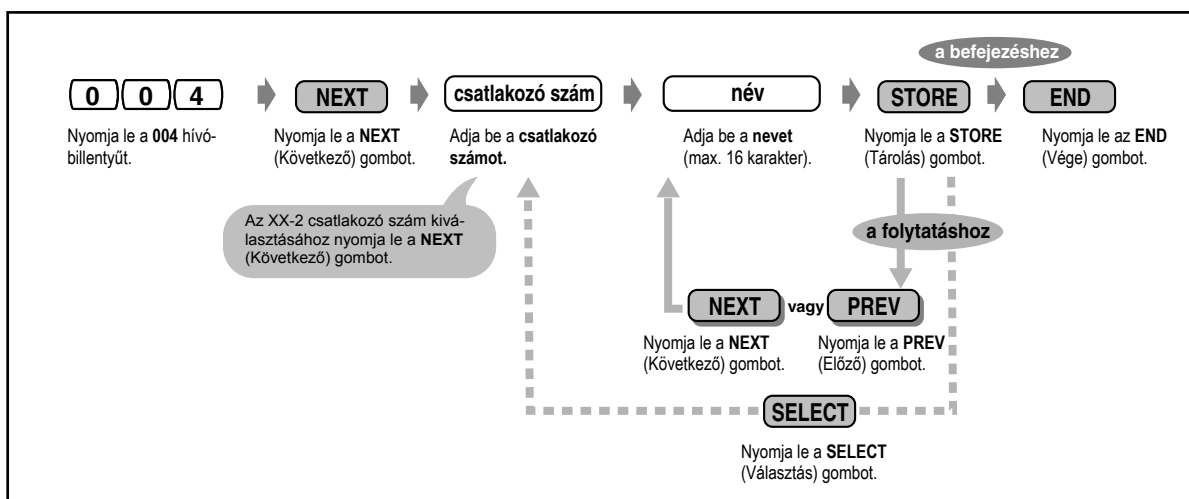 a befejezéshez
0 0 4
NEXT
csatlakozó szám
név
STORE
END
Nyomja le a 004 hívó-
billentyűt.
Nyomja le a NEXT
(Következő) gombot.
Adja be a csatlakozó
számot.
Adja be a nevet
(max. 16 karakter).
Nyomja le a STORE
(Tárolás) gombot.
Nyomja le az END
(Vége) gombot.
Az XX-2 csatlakozó szám kivá-
lasztásához nyomja le a NEXT
(Következő) gombot.
a folytatáshoz
NEXT vagy PREV
Nyomja le a NEXT
(Következő) gombot.
Nyomja le a PREV
(Előző) gombot.
SELECT
Nyomja le a SELECT
(Választás) gombot.